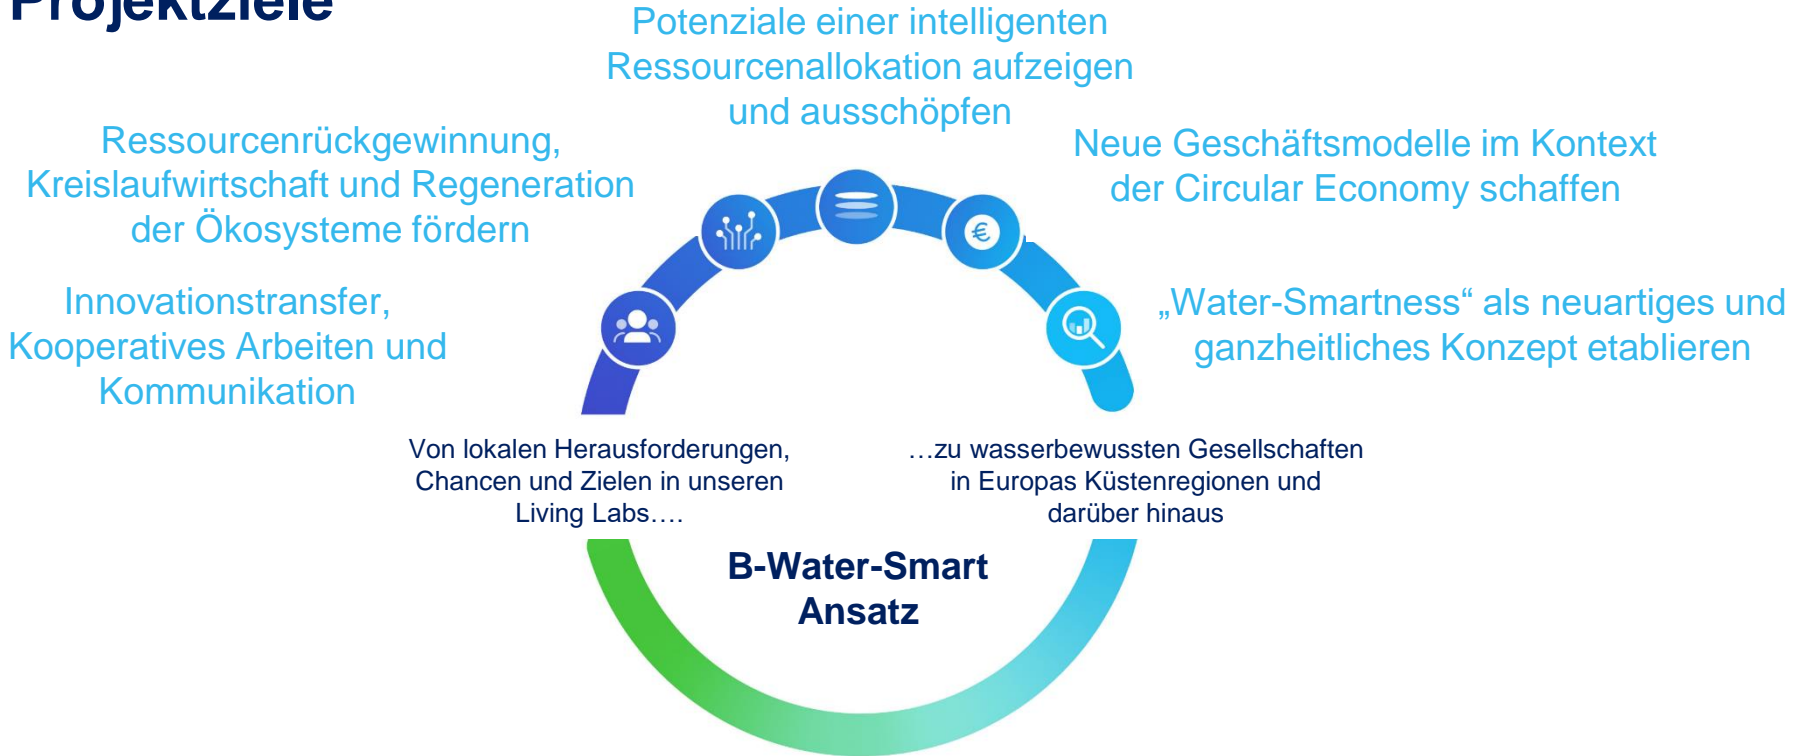 Projektziele
Potenziale einer intelligenten
Ressourcenallokation aufzeigen
und ausschöpfen
Ressourcenrückgewinnung,
Kreislaufwirtschaft und Regeneration
der Ökosysteme fördern
Neue Geschäftsmodelle im Kontext
der Circular Economy schaffen
Innovationstransfer,
Kooperatives Arbeiten und
Kommunikation
„Water-Smartness“ als neuartiges und
ganzheitliches Konzept etablieren
€
Von lokalen Herausforderungen,
Chancen und Zielen in unseren
Living Labs….
…zu wasserbewussten Gesellschaften
in Europas Küstenregionen und
darüber hinaus
B-Water-Smart
Ansatz